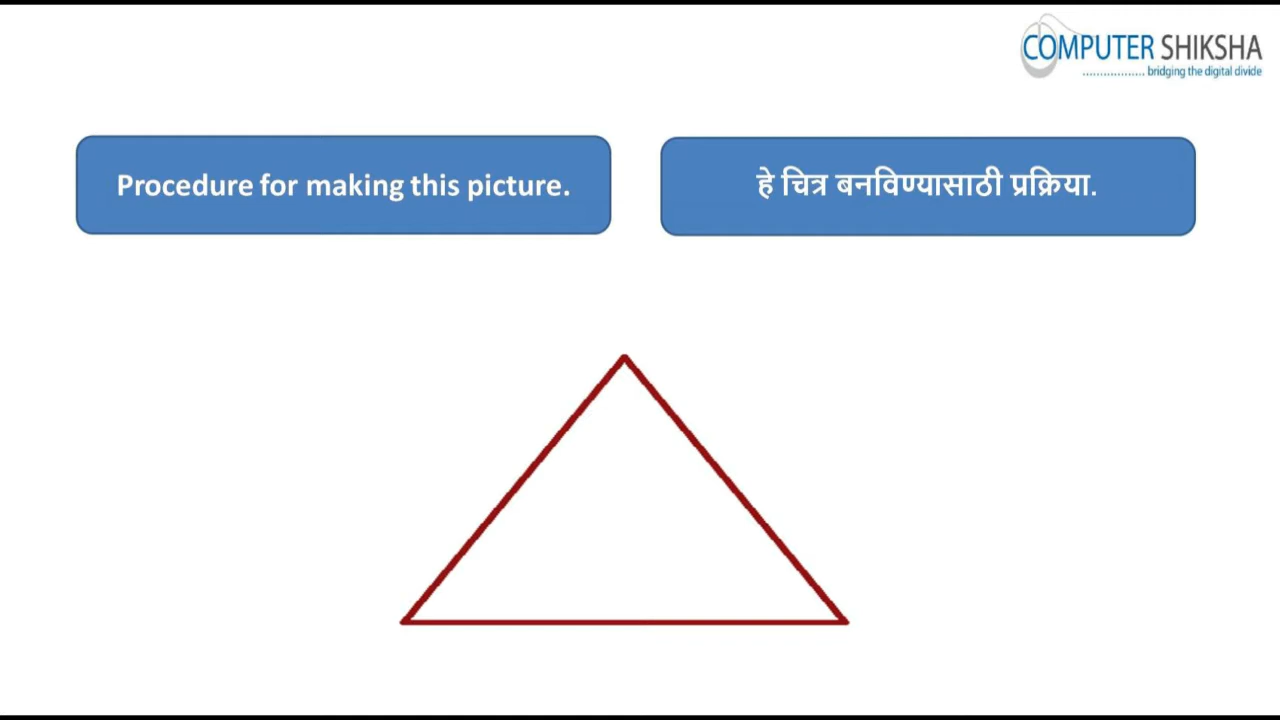 COMPUTER SHIKSHA
bridging the digital divide
Procedure for making this picture.
हे चित्र बनविण्यासाठी प्रक्रिया.